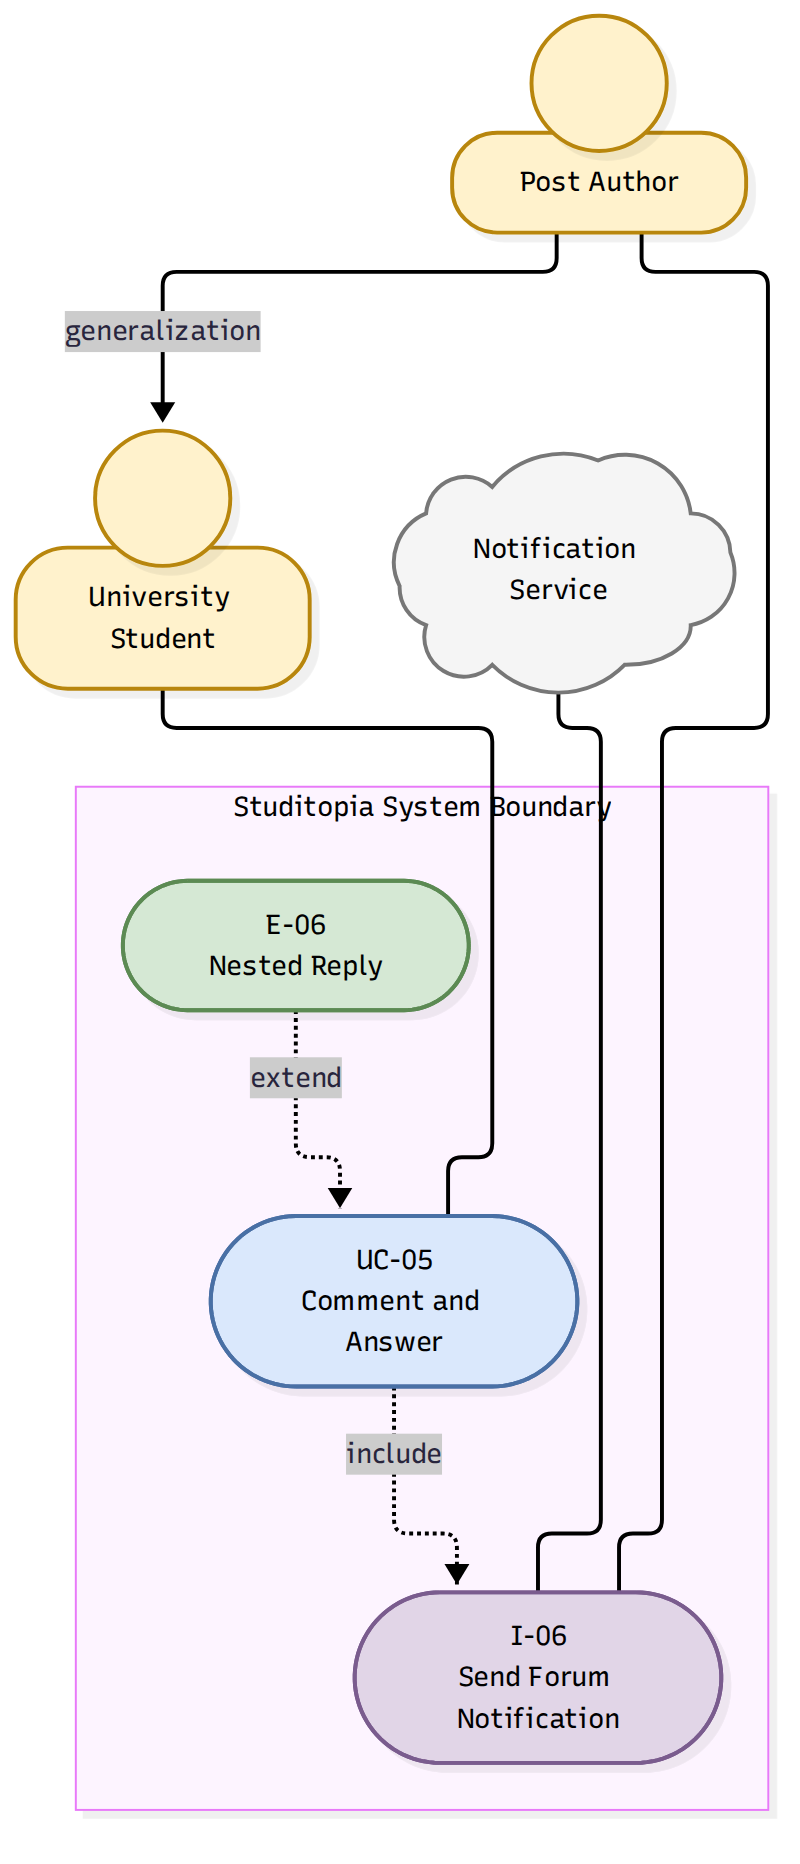 Post Author
generalization
University
Student
Notification
Service
Studitopia System Boundary
E-06
Nested Reply
extend
UC-05
Comment and
Answer
include
I-06
Send Forum
Notification